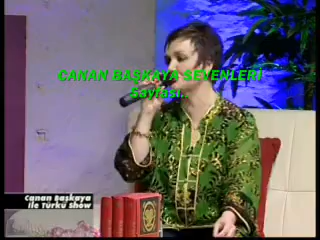 CANAN BAŞKAYA SEVENLERİ
Sayfası.
Canan Başkaya
ile Türkü Show